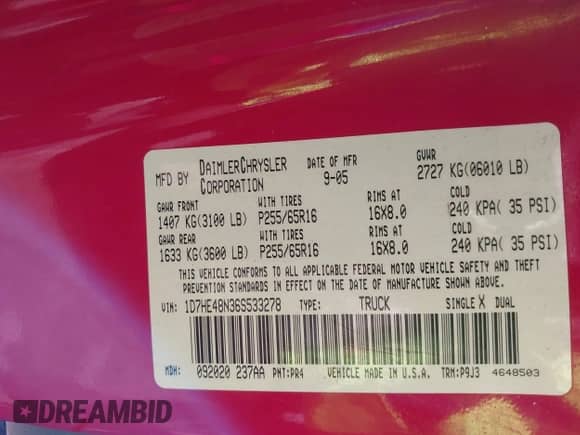 MFD BY DAIMLERCHRYSLER CORPORATION DATE OF MFR 9-05 GVWR 2727 KG(06010 LB)
GAWR FRONT WITH TIRES RIMS AT COLD
1407 KG(3100 LB) P255/65R16 16X8.0 240 KPA( 35 PSI)
GAWR REAR WITH TIRES RIMS AT COLD
1633 KG(3600 LB) P255/65R16 16X8.0 240 KPA( 35 PSI)
THIS VEHICLE CONFORMS TO ALL APPLICABLE FEDERAL MOTOR VEHICLE SAFETY AND THEFT
PREVENTION STANDARDS IN EFFECT ON THE DATE OF MANUFACTURE SHOWN ABOVE.
VIN: 1D7HE48N36S533278 TYPE: TRUCK SINGLE X DUAL
MDH: 092020 237AA PNT:PR4 VEHICLE MADE IN U.S.A. TRM:P9J3 4648503
DREAMBID